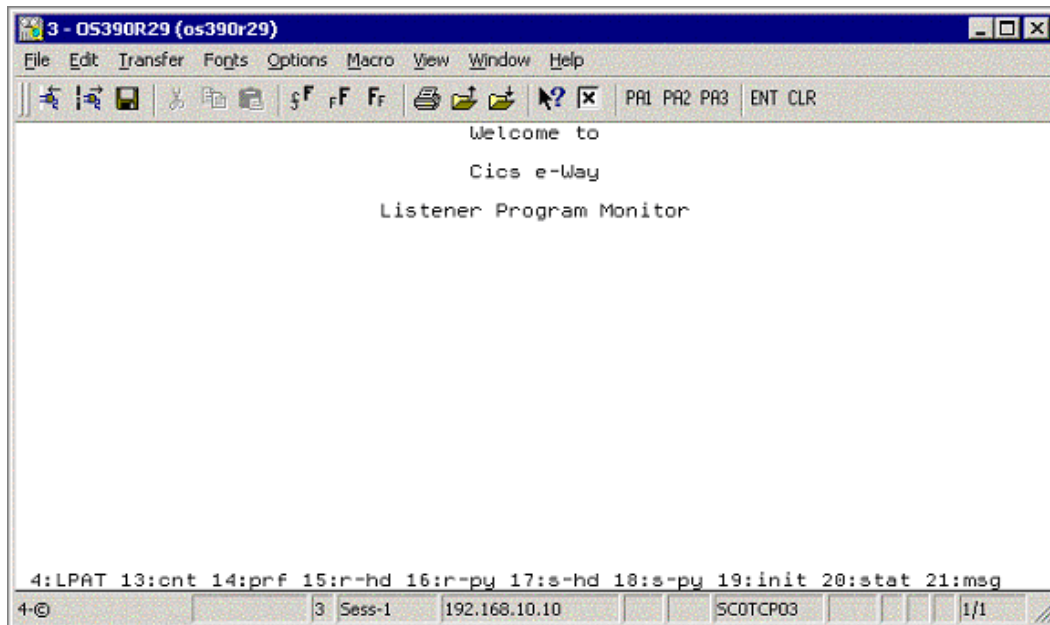 3 - OS390R29 (os390r29)
File Edit Transfer Fonts Options Macro View Window Help
PA1 PA2 PA3 ENT CLR
Welcome to
Cics e-Way
Listener Program Monitor
4:LPAT 13:cnt 14:prf 15:r-hd 16:r-py 17:s-hd 18:s-py 19:init 20:stat 21:msg
4-© 3 Sess-1 192.168.10.10 SC0TCP03 1/1